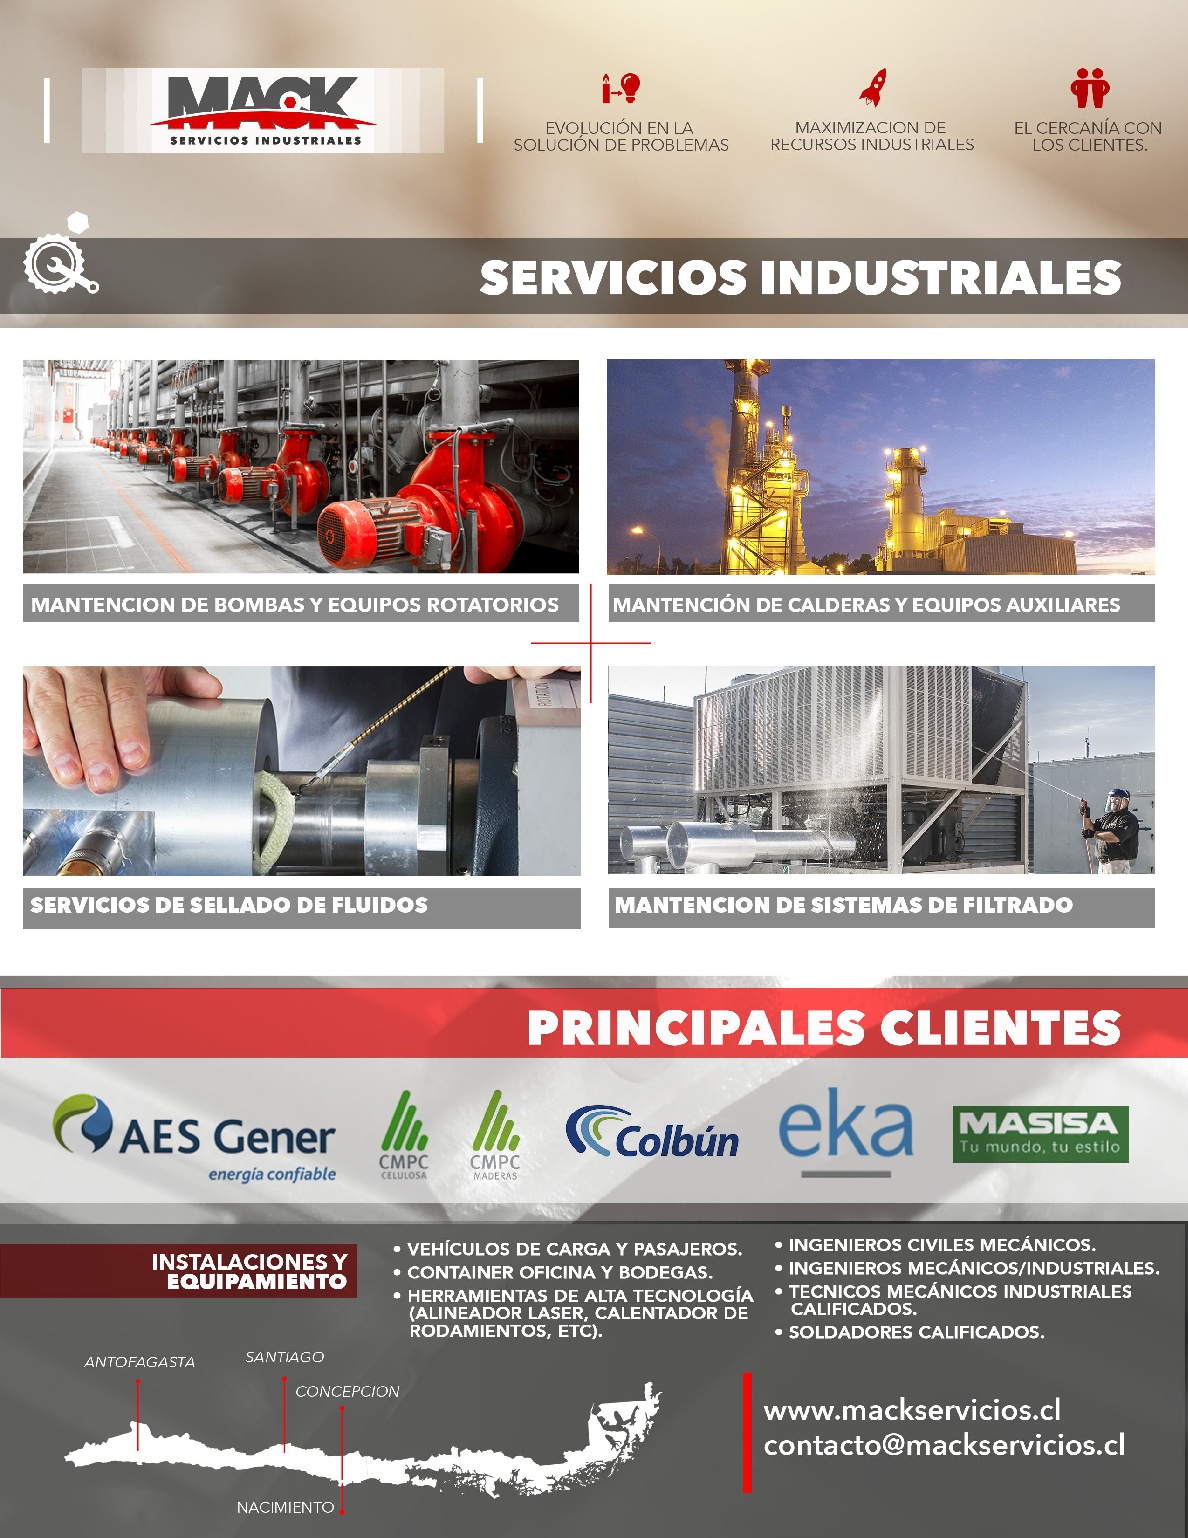 MACK
SERVICIOS INDUSTRIALES
EVOLUCIÓN EN LA
SOLUCIÓN DE PROBLEMAS
MAXIMIZACION DE
RECURSOS INDUSTRIALES
EL CERCANÍA CON
LOS CLIENTES.
SERVICIOS INDUSTRIALES
MANTENCION DE BOMBAS Y EQUIPOS ROTATORIOS
MANTENCIÓN DE CALDERAS Y EQUIPOS AUXILIARES
ROTATION
SERVICIOS DE SELLADO DE FLUIDOS
MANTENCION DE SISTEMAS DE FILTRADO
PRINCIPALES CLIENTES
AES Gener
energía confiable
CMPC
CELULOSA
CMPC
MADERAS
Colbún
eka
MASISA
Tu mundo, tu estilo
INSTALACIONES Y
EQUIPAMIENTO
• VEHÍCULOS DE CARGA Y PASAJEROS.
• CONTAINER OFICINA Y BODEGAS.
• HERRAMIENTAS DE ALTA TECNOLOGÍA
(ALINEADOR LASER, CALENTADOR DE
RODAMIENTOS, ETC).
• INGENIEROS CIVILES MECÁNICOS.
• INGENIEROS MECÁNICOS/INDUSTRIALES.
• TECNICOS MECÁNICOS INDUSTRIALES
CALIFICADOS.
• SOLDADORES CALIFICADOS.
ANTOFAGASTA
SANTIAGO
CONCEPCION
NACIMIENTO
www.mackservicios.cl
contacto@mackservicios.cl